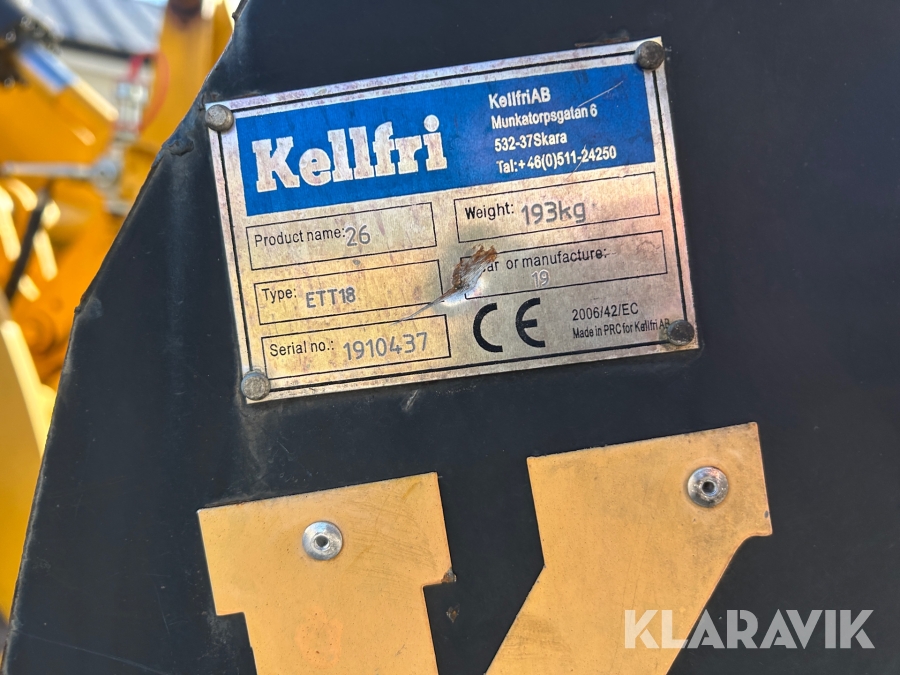 Kellfri
KellfriAB
Munkatorpsgatan 6
532-37Skara
Tal:+46(0)511-24250
Product name: 26
Weight: 193kg
Type: ETT18
or manufacture: 19
Serial no.: 1910437
CE
2006/42/EC
Made in PRC for Kellfri AB
K
KLARAVIK